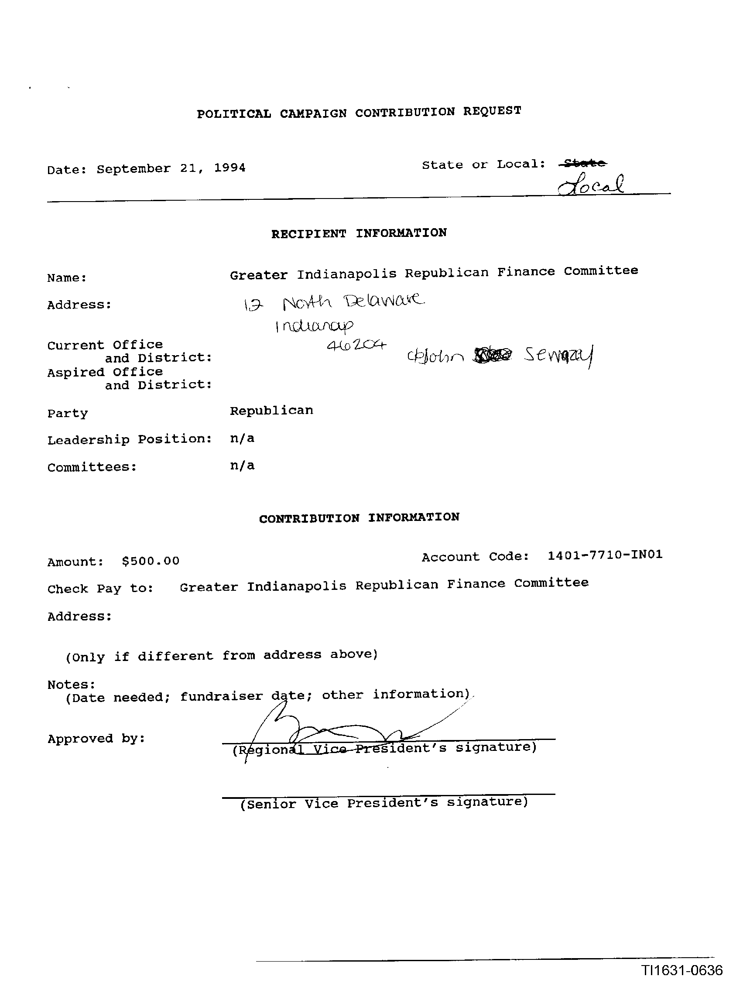 POLITICAL CAMPAIGN CONTRIBUTION REQUEST
Date: September 21, 1994 State or Local: State
Local
RECIPIENT INFORMATION
Name: Greater Indianapolis Republican Finance Committee
Address: 12 North Delaware
Indianap
46204
Current Office
and District: John
Aspired Office
and District:
Party Republican
Leadership Position: n/a
Committees: n/a
CONTRIBUTION INFORMATION
Amount: $500.00 Account Code: 1401-7710-IN01
Check Pay to: Greater Indianapolis Republican Finance Committee
Address:
(Only if different from address above)
Notes:
(Date needed; fundraiser date; other information).
Approved by:
(Regional Vice President's signature)
(Senior Vice President's signature)
TI1631-0636